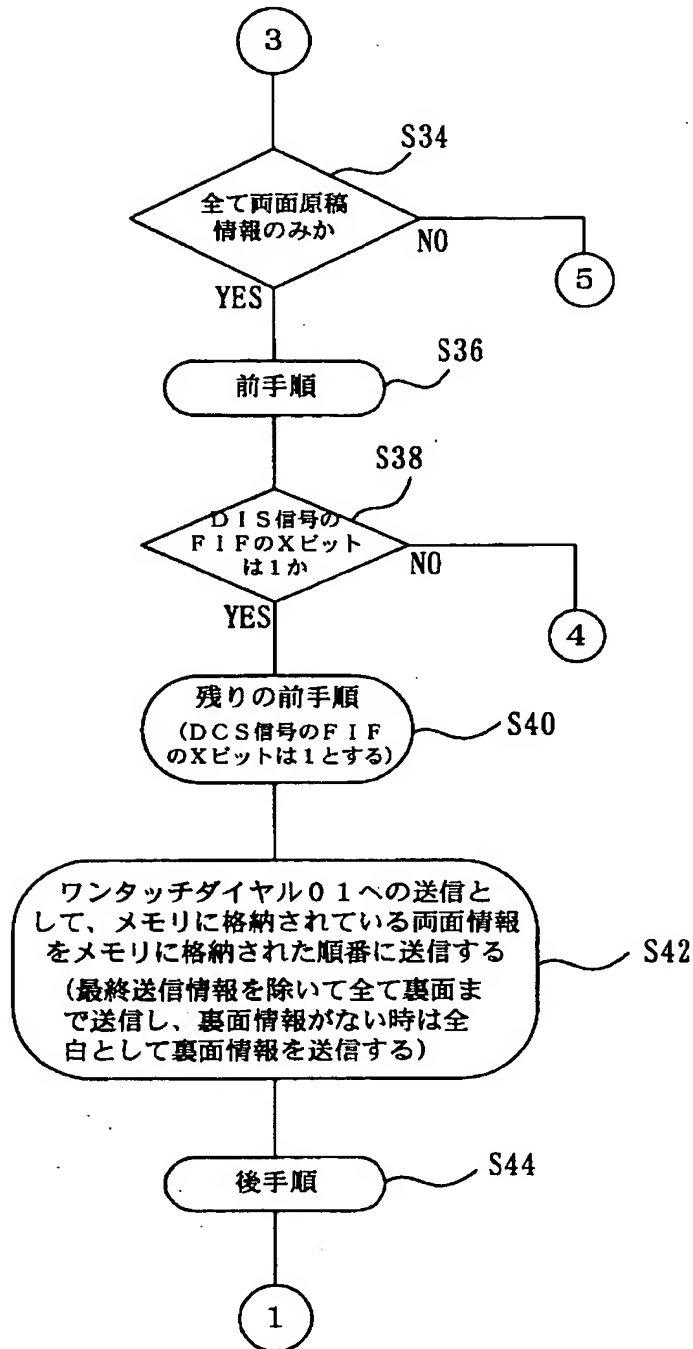 3
S34
全て両面原稿
情報のみか
NO
5
YES
S36
前手順
S38
DIS信号の
FIFのXビット
は1か
NO
4
YES
残りの前手順
(DCS信号のFIF
のXビットは1とする)
S40
ワンタッチダイヤル01への送信と
して、メモリに格納されている両面情報
をメモリに格納された順番に送信する
(最終送信情報を除いて全て裏面ま
で送信し、裏面情報がない時は全
白として裏面情報を送信する)
S42
後手順
S44
1